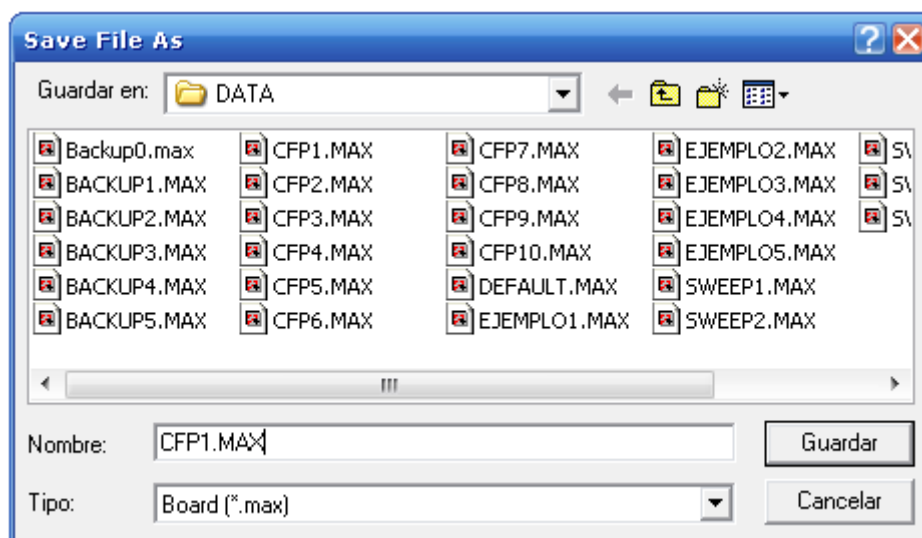 Save File As
Guardar en: DATA
Backup0.max CFP1.MAX CFP7.MAX EJEMPLO2.MAX
BACKUP1.MAX CFP2.MAX CFP8.MAX EJEMPLO3.MAX
BACKUP2.MAX CFP3.MAX CFP9.MAX EJEMPLO4.MAX
BACKUP3.MAX CFP4.MAX CFP10.MAX EJEMPLO5.MAX
BACKUP4.MAX CFP5.MAX DEFAULT.MAX SWEEP1.MAX
BACKUP5.MAX CFP6.MAX EJEMPLO1.MAX SWEEP2.MAX
Nombre: CFP1.MAX Guardar
Tipo: Board (*.max) Cancelar